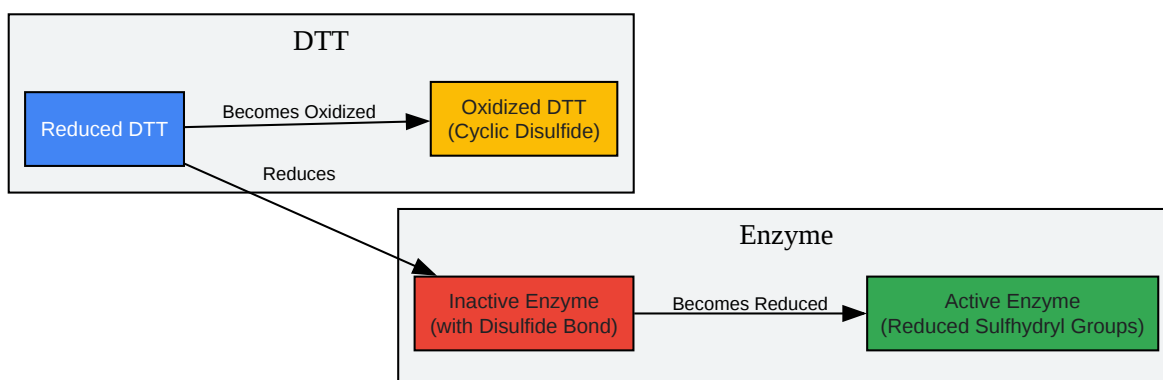 DTT
Reduced DTT
Becomes Oxidized
Oxidized DTT
(Cyclic Disulfide)
Reduces
Enzyme
Inactive Enzyme
(with Disulfide Bond)
Becomes Reduced
Active Enzyme
(Reduced Sulfhydryl Groups)